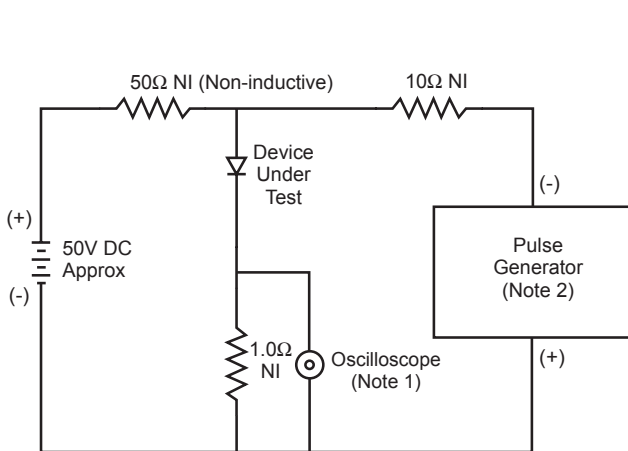 50Ω NI (Non-inductive)
10Ω NI
Device
Under
Test
(+)
50V DC
Approx
(-)
(-)
Pulse
Generator
(Note 2)
(+)
1.0Ω
NI
Oscilloscope
(Note 1)